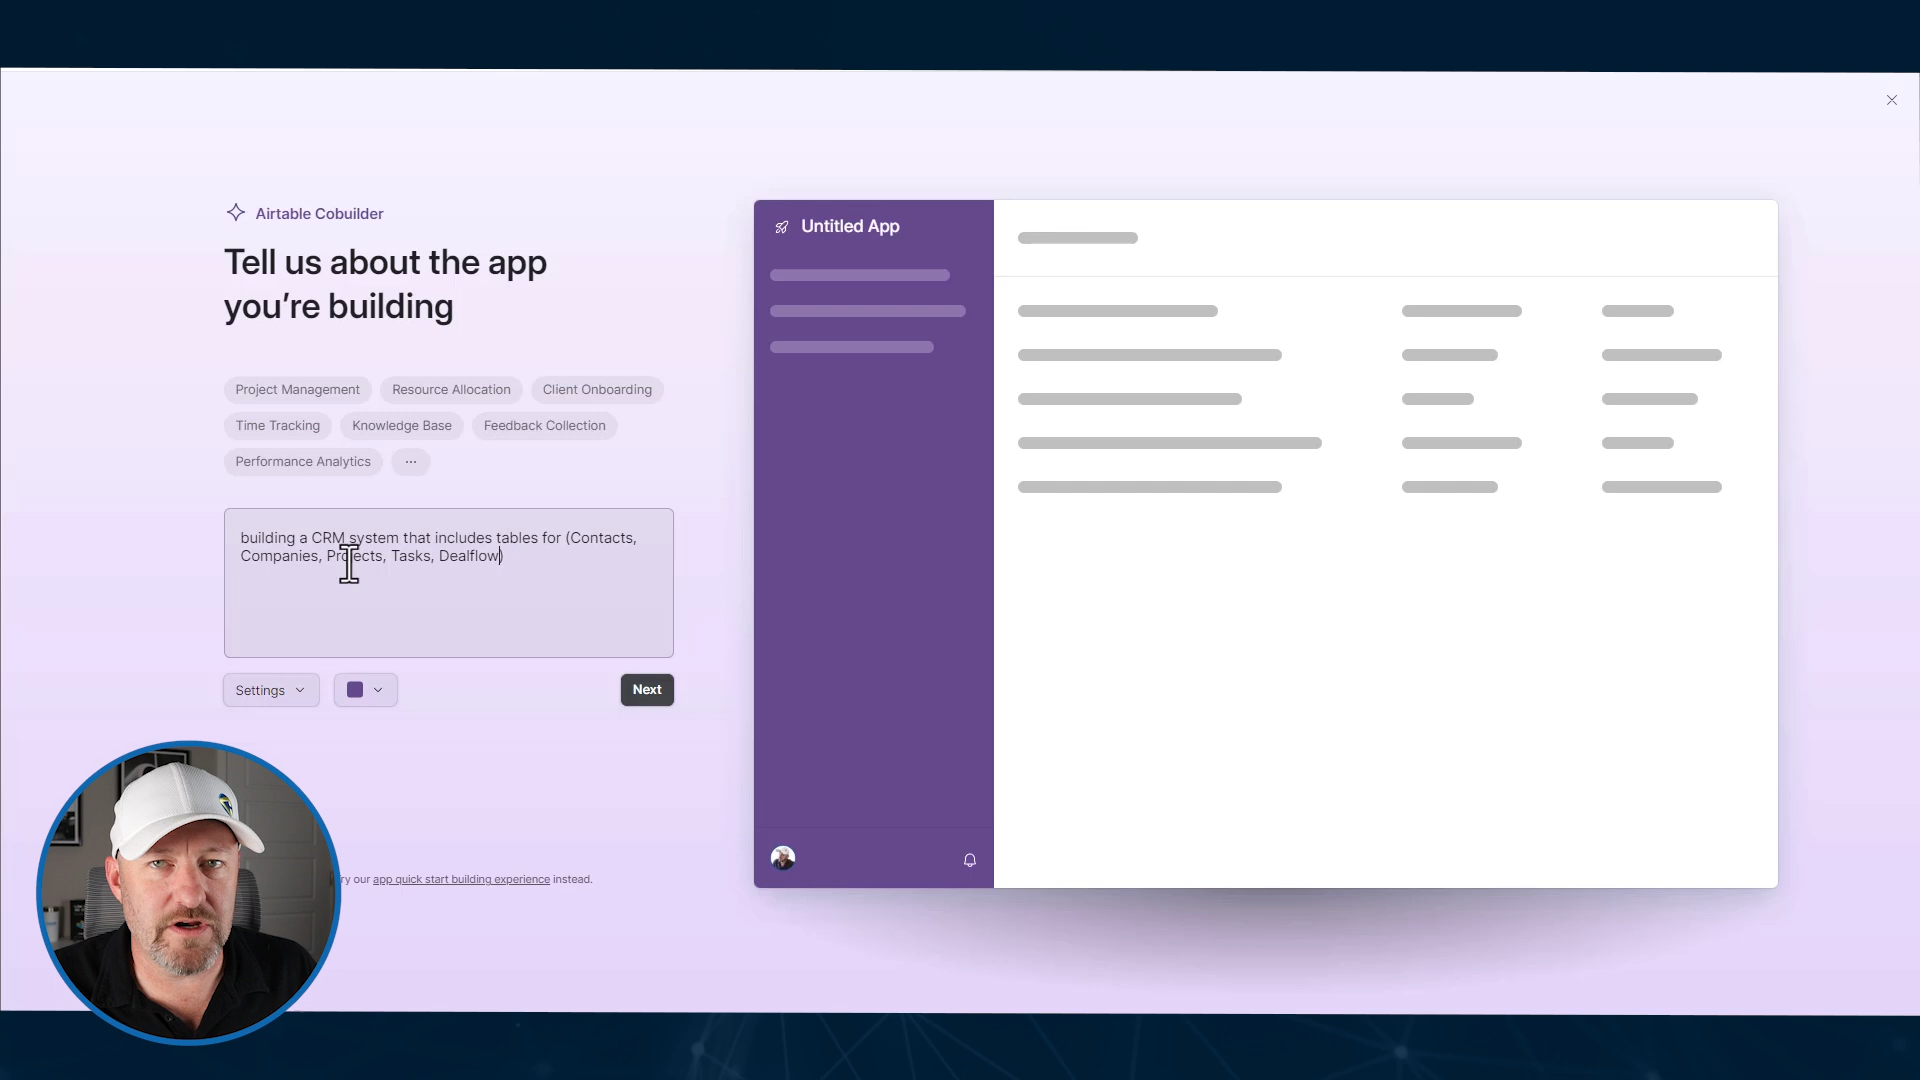 Airtable Cobuilder
Tell us about the app
you’re building
Project Management
Resource Allocation
Client Onboarding
Time Tracking
Knowledge Base
Feedback Collection
Performance Analytics
...
building a CRM system that includes tables for (Contacts,
Companies, Projects, Tasks, Dealflow)
Settings
Next
our app quick start building experience instead.
Untitled App